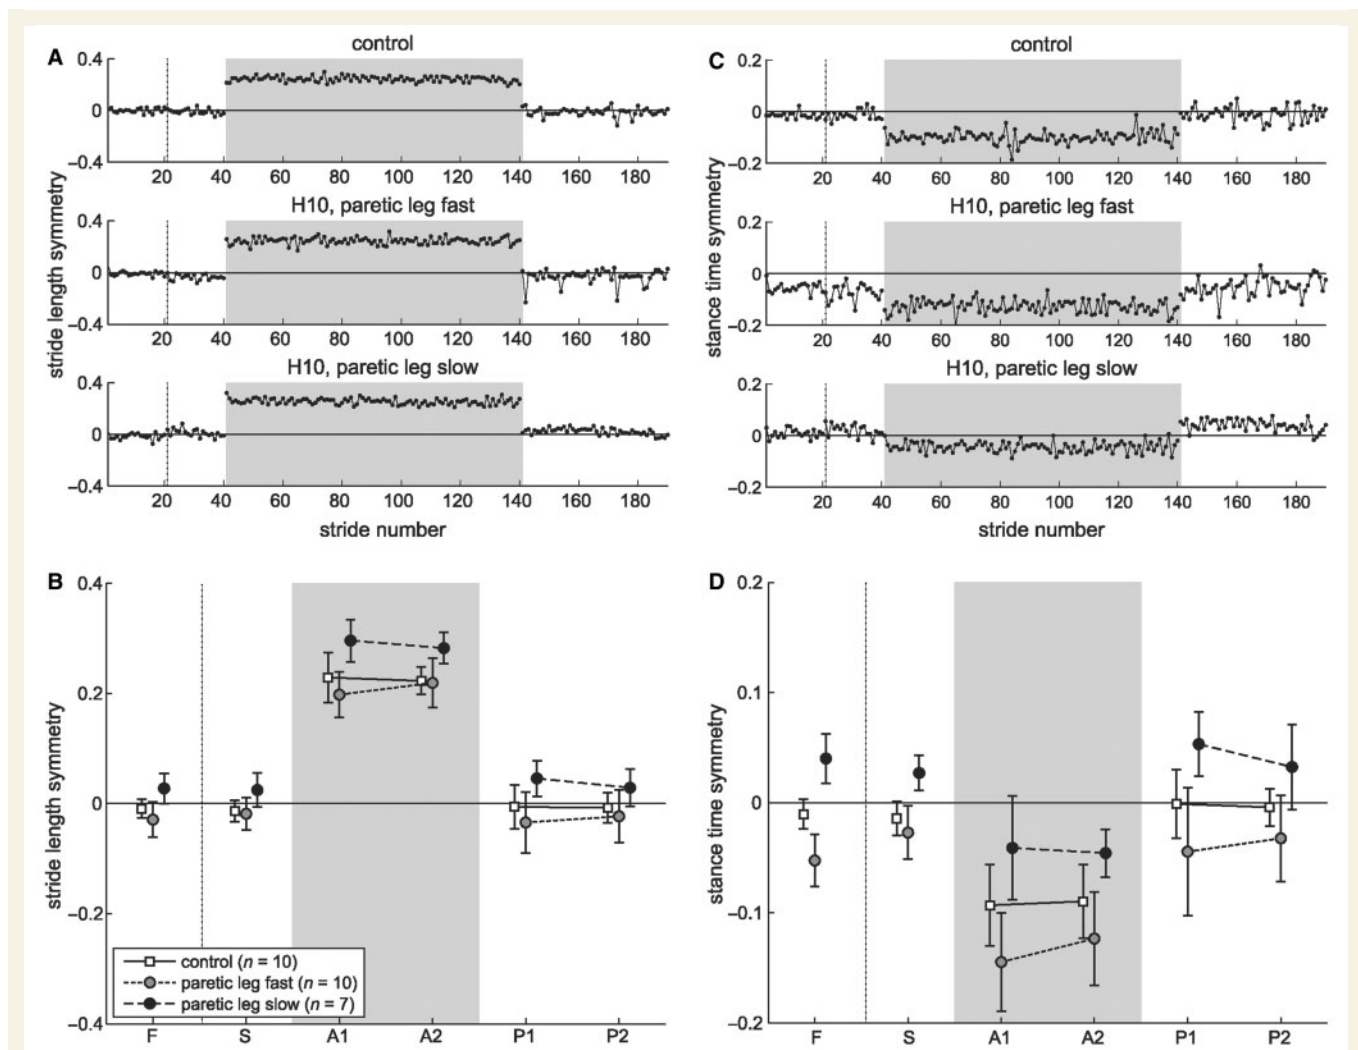 A
control
0.4
0
−0.4
20 40 60 80 100 120 140 160 180
H10, paretic leg fast
0.4
0
−0.4
20 40 60 80 100 120 140 160 180
H10, paretic leg slow
0.4
0
−0.4
20 40 60 80 100 120 140 160 180
stride number
stride length symmetry
C
control
0.2
0
−0.2
20 40 60 80 100 120 140 160 180
H10, paretic leg fast
0.2
0
−0.2
20 40 60 80 100 120 140 160 180
H10, paretic leg slow
0.2
0
−0.2
20 40 60 80 100 120 140 160 180
stride number
stance time symmetry
B
0.4
0.2
0
−0.2
−0.4
stride length symmetry
control (n = 10)
paretic leg fast (n = 10)
paretic leg slow (n = 7)
F S A1 A2 P1 P2
D
0.2
0.1
0
−0.1
−0.2
stance time symmetry
F S A1 A2 P1 P2